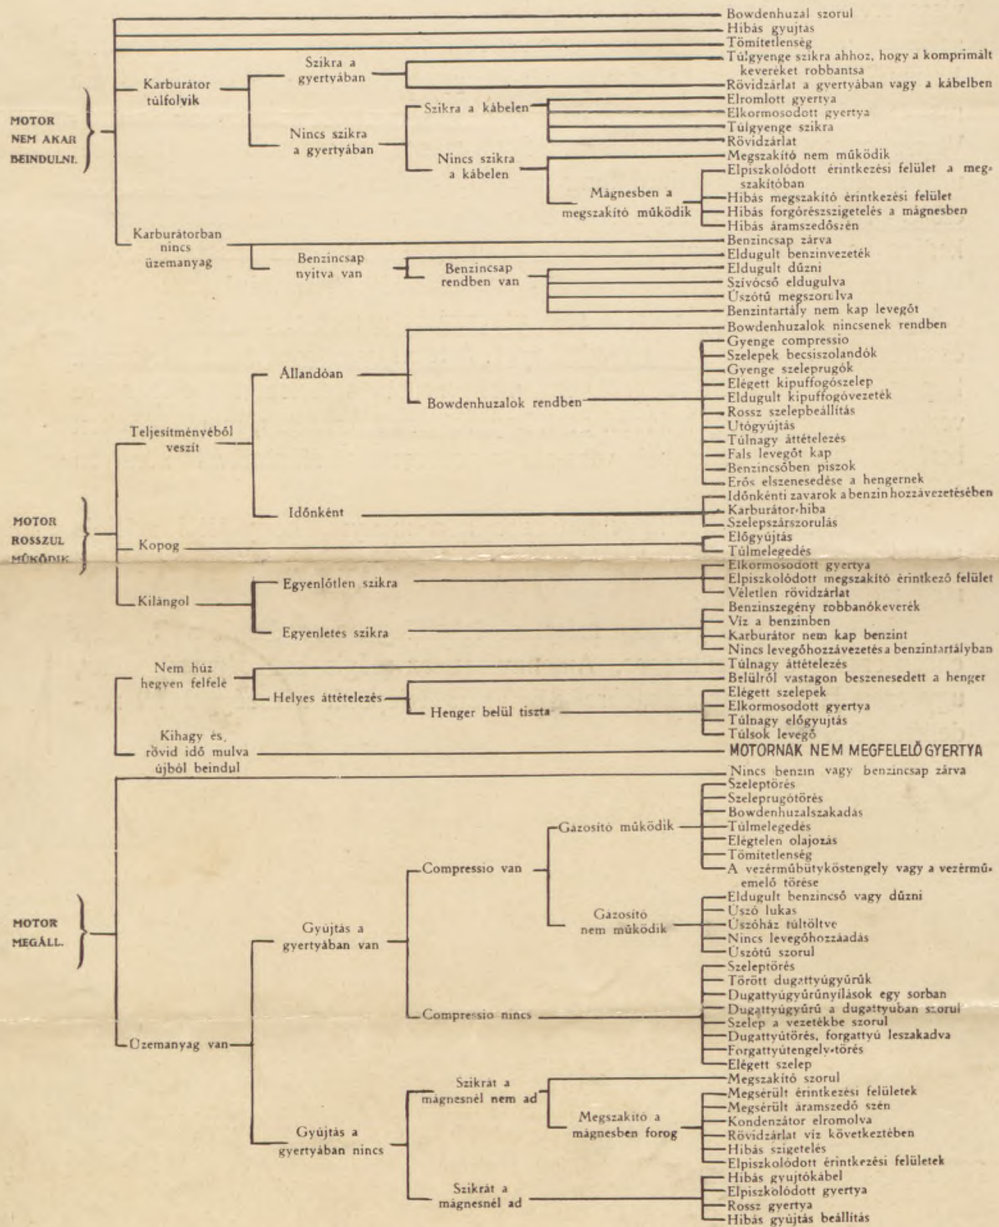 MOTOR
NEM AKAR
BEINDULNI.
Karburátor
túlfolyik
Szikra a
gyertyában
Nincs szikra
a gyertyában
Szikra a kábelen
Nincs szikra
a kábelen
Mágnesben a
megszakító működik
Karburátorban
nincs
üzemanyag
Benzincsap
nyitva van
Benzincsap
rendben van
Bowdenhuzal szorul
Hibás gyujtás
Tömítetlenség
Túlgyenge szikra ahhoz, hogy a komprimált
keveréket robbantsa
Rövidzárlat a gyertyában vagy a kábelben
Elromlott gyertya
Elkormosodott gyertya
Túlgyenge szikra
Rövidzárlat
Megszakító nem működik
Elpiszkolódott érintkezési felület a meg-
szakítóban
Hibás megszakító érintkezési felület
Hibás forgórészszigetelés a mágnesben
Hibás áramszedőszén
Benzincsap zárva
Eldugult benzinvezeték
Eldugult dűzni
Szívócső eldugulva
Úszótű megszorulva
Benzintartály nem kap levegőt
MOTOR
ROSSZUL
MŰKÖDIK.
Teljesítményéből
veszít
Állandóan
Bowdenhuzalok rendben
Időnként
Kopog
Kilángol
Egyenlőtlen szikra
Egyenletes szikra
Bowdenhuzalok nincsenek rendben
Gyenge compressio
Szelepek becsiszolandók
Gyenge szeleprugók
Elégett kipuffogószelep
Eldugult kipuffogóvezeték
Rossz szelepbeállítás
Utógyújtás
Túlnagy áttételezés
Fals levegőt kap
Benzincsőben piszok
Erős elszenesedése a hengernek
Időnkénti zavarok a benzin hozzávezetésében
Karburátor-hiba
Szelepszárszorulás
Előgyújtás
Túlmelegedés
Elkormosodott gyertya
Elpiszkolódott megszakító érintkező felület
Véletlen rövidzárlat
Benzinszegény robbanókeverék
Víz a benzinben
Karburátor nem kap benzint
Nincs levegőhozzávezetés a benzintartályban
Nem húz
hegyen felfelé
Helyes áttételezés
Henger belül tiszta
Kihagy és,
rövid idő mulva
újból beindul
Túlnagy áttételezés
Belülről vastagon beszenesedett a henger
Elégett szelepek
Elkormosodott gyertya
Túlnagy előgyujtás
Túlsok levegő
MOTORNAK NEM MEGFELELŐ GYERTYA
MOTOR
MEGÁLL.
Üzemanyag van
Gyújtás a
gyertyában van
Compressio van
Gázosító működik
Gázosító
nem működik
Compressio nincs
Gyújtás a
gyertyában nincs
Szikrát a
mágnesnél nem ad
Megszakító a
mágnesben forog
Szikrát a
mágnesnél ad
Nincs benzin vagy benzincsap zárva
Szeleptörés
Szeleprugótörés
Bowdenhuzalszakadás
Túlmelegedés
Elégtelen olajozás
Tömítetlenség
A vezérműbütyköstengely vagy a vezérmű-
emelő törése
Eldugult benzincső vagy dűzni
Úszó lukas
Úszóház túltöltve
Nincs levegőhozzáadás
Úszótű szorul
Szeleptörés
Törött dugattyúgyűrűk
Dugattyúgyűrűnyílások egy sorban
Dugattyúgyűrű a dugattyuban szorul
Szelep a vezetékbe szorul
Dugattyútörés, forgattyú leszakadva
Forgattyútengely-törés
Elégett szelep
Megszakító szorul
Megsérült érintkezési felületek
Megsérült áramszedő szén
Kondenzátor elromolva
Rövidzárlat víz következtében
Hibás szigetelés
Elpiszkolódott érintkezési felületek
Hibás gyujtókábel
Elpiszkolódott gyertya
Rossz gyertya
Hibás gyújtás beállítás